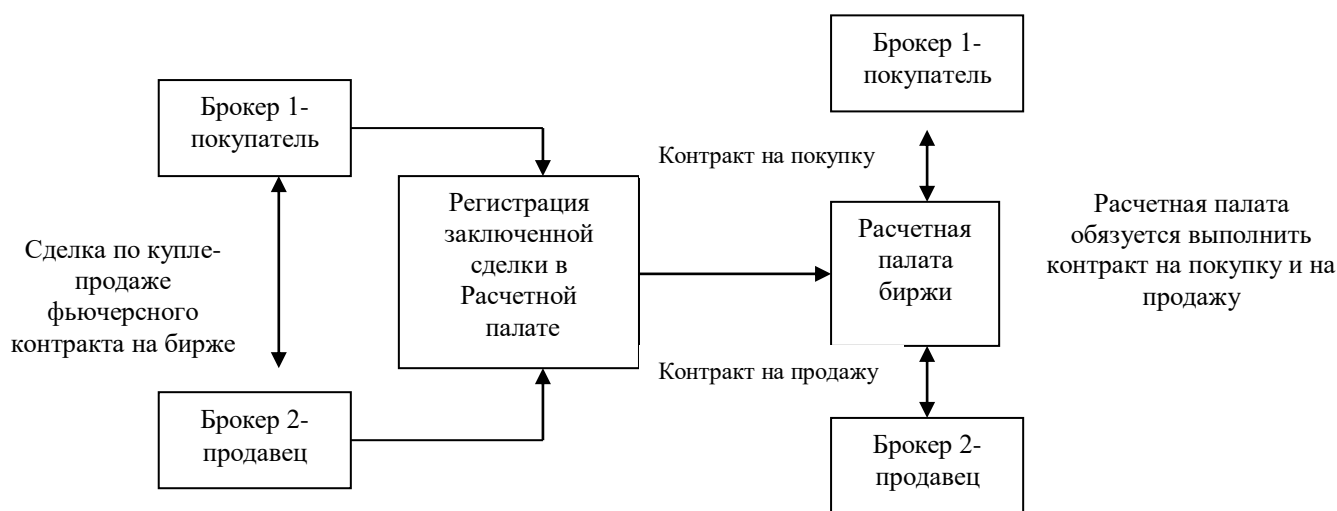 Брокер 1-
покупатель
Сделка по купле-
продаже
фьючерсного
контракта на бирже
Брокер 2-
продавец
Регистрация
заключенной
сделки в
Расчетной
палате
Контракт на покупку
Контракт на продажу
Брокер 1-
покупатель
Расчетная
палата
биржи
Брокер 2-
продавец
Расчетная палата
обязуется выполнить
контракт на покупку и на
продажу